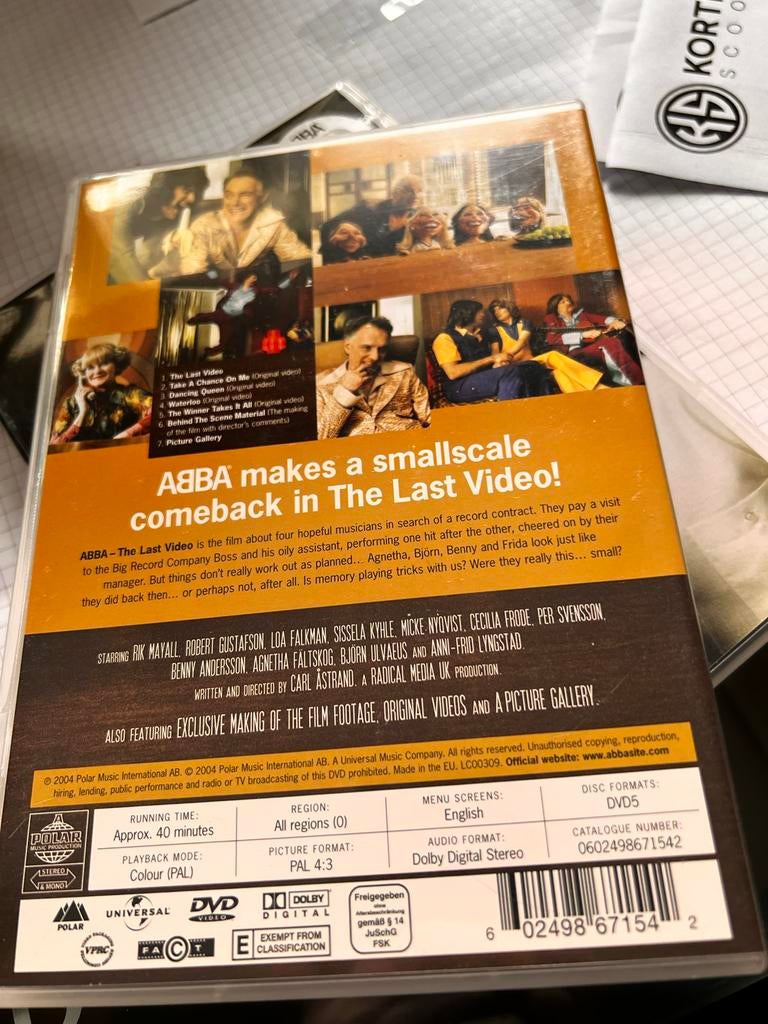 KORT
SCOO
KS
ABBA
1. The Last Video
2. Take A Chance On Me (Original video)
3. Dancing Queen (Original video)
4. Waterloo (Original video)
5. The Winner Takes It All (Original video)
6. Behind The Scene Material (The making
of the film with director's comments)
7. Picture Gallery
ABBA® makes a smallscale
comeback in The Last Video!
ABBA – The Last Video is the film about four hopeful musicians in search of a record contract. They pay a visit
to the Big Record Company Boss and his oily assistant, performing one hit after the other, cheered on by their
manager. But things don't really work out as planned... Agnetha, Björn, Benny and Frida look just like
they did back then... or perhaps not, after all. Is memory playing tricks with us? Were they really this... small?
STARRING RIK MAYALL, ROBERT GUSTAFSON, LOA FALKMAN, SISSELA KYHLE, MICKE NYQVIST, CECILIA FRODE, PER SVENSSON,
BENNY ANDERSSON, AGNETHA FÄLTSKOG, BJÖRN ULVAEUS AND ANNI-FRID LYNGSTAD.
WRITTEN AND DIRECTED BY CARL ÅSTRAND. A RADICAL MEDIA UK PRODUCTION.
ALSO FEATURING EXCLUSIVE MAKING OF THE FILM FOOTAGE, ORIGINAL VIDEOS AND A PICTURE GALLERY.
℗ 2004 Polar Music International AB. © 2004 Polar Music International AB. A Universal Music Company. All rights reserved. Unauthorised copying, reproduction,
hiring, lending, public performance and radio or TV broadcasting of this DVD prohibited. Made in the EU. LC00309. Official website: www.abbasite.com
A
POLAR
MUSIC PRODUCTION
STEREO
& MONO
RUNNING TIME:
Approx. 40 minutes
REGION:
All regions (0)
MENU SCREENS:
English
DISC FORMATS:
DVD5
PLAYBACK MODE:
Colour (PAL)
PICTURE FORMAT:
PAL 4:3
AUDIO FORMAT:
Dolby Digital Stereo
CATALOGUE NUMBER:
0602498671542
POLAR
UNIVERSAL
DVD
VIDEO
DOLBY
DIGITAL
Freigegeben
ohne
Altersbeschränkung
gemäß § 14
JuSchG
FSK
VPRC
FACT
E EXEMPT FROM
CLASSIFICATION
6 02498 67154 2